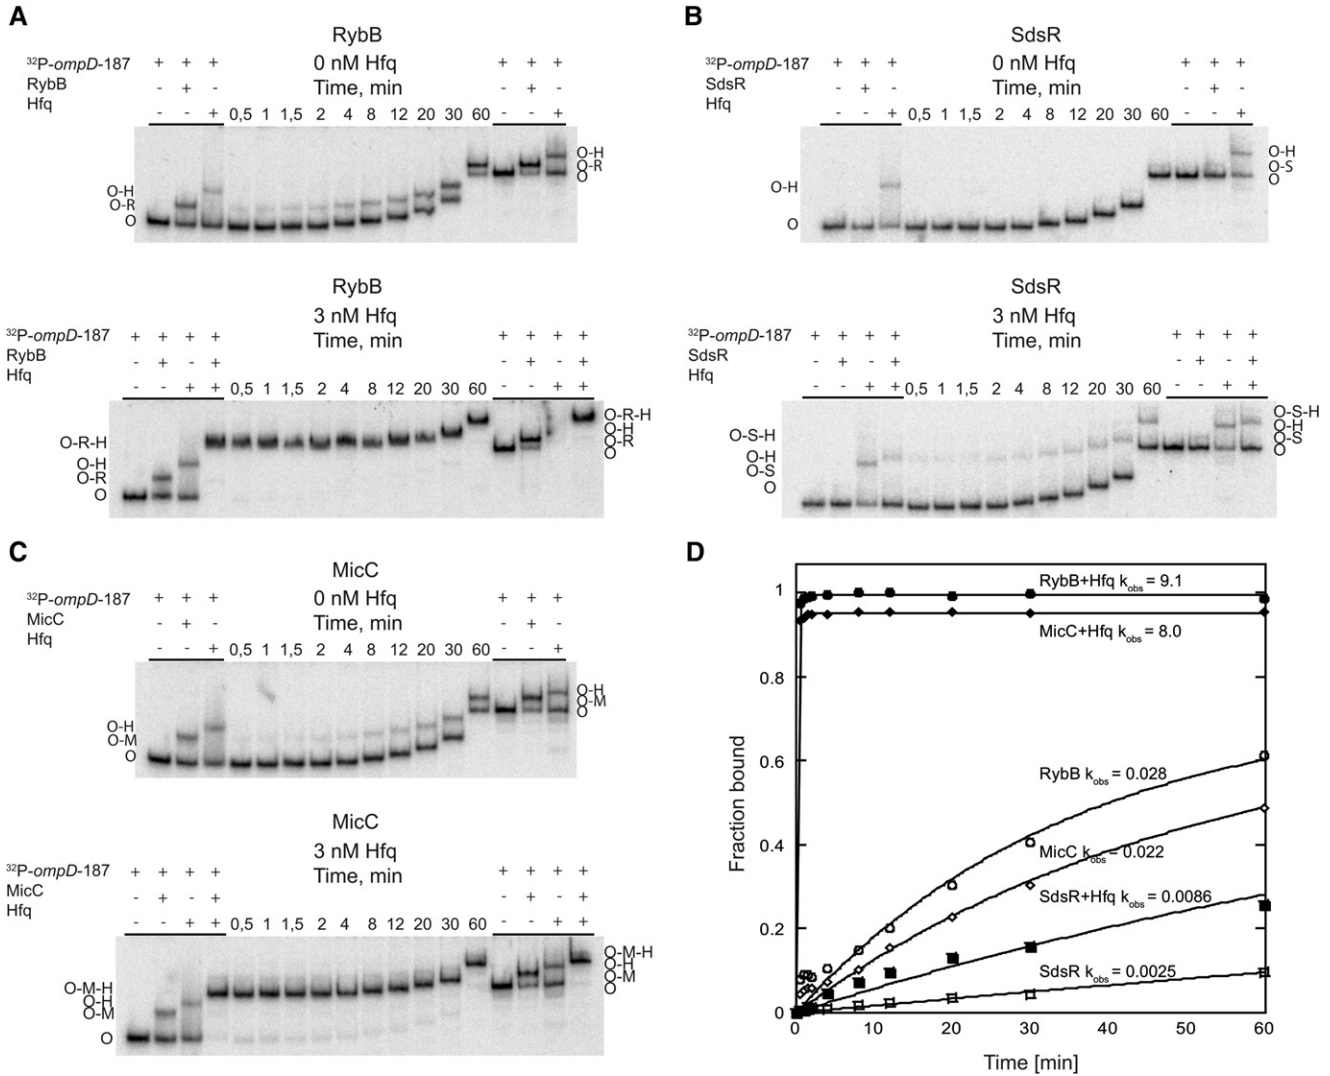 A
RybB
0 nM Hfq
Time, min
³²P-ompD-187 + + + + + +
RybB - + - - + -
Hfq - - + - - +
0,5 1 1,5 2 4 8 12 20 30 60
O-H
O-R
O
O-H
O-R
O
RybB
3 nM Hfq
Time, min
³²P-ompD-187 + + + + + + + +
RybB - + - + - + - +
Hfq - - + + - - + +
0,5 1 1,5 2 4 8 12 20 30 60
O-R-H
O-H
O-R
O
O-R-H
O-H
O-R
O
B
SdsR
0 nM Hfq
Time, min
³²P-ompD-187 + + + + + +
SdsR - + - - + -
Hfq - - + - - +
0,5 1 1,5 2 4 8 12 20 30 60
O-H
O
O-H
O-S
O
SdsR
3 nM Hfq
Time, min
³²P-ompD-187 + + + + + + + +
SdsR - + - + - + - +
Hfq - - + + - - + +
0,5 1 1,5 2 4 8 12 20 30 60
O-S-H
O-H
O-S
O
O-S-H
O-H
O-S
O
C
MicC
0 nM Hfq
Time, min
³²P-ompD-187 + + + + + +
MicC - + - - + -
Hfq - - + - - +
0,5 1 1,5 2 4 8 12 20 30 60
O-H
O-M
O
O-H
O-M
O
MicC
3 nM Hfq
Time, min
³²P-ompD-187 + + + + + + + +
MicC - + - + - + - +
Hfq - - + + - - + +
0,5 1 1,5 2 4 8 12 20 30 60
O-M-H
O-H
O-M
O
O-M-H
O-H
O-M
O
D
Fraction bound
1
0.8
0.6
0.4
0.2
0
RybB+Hfq kobs = 9.1
MicC+Hfq kobs = 8.0
RybB kobs = 0.028
MicC kobs = 0.022
SdsR+Hfq kobs = 0.0086
SdsR kobs = 0.0025
0 10 20 30 40 50 60
Time [min]